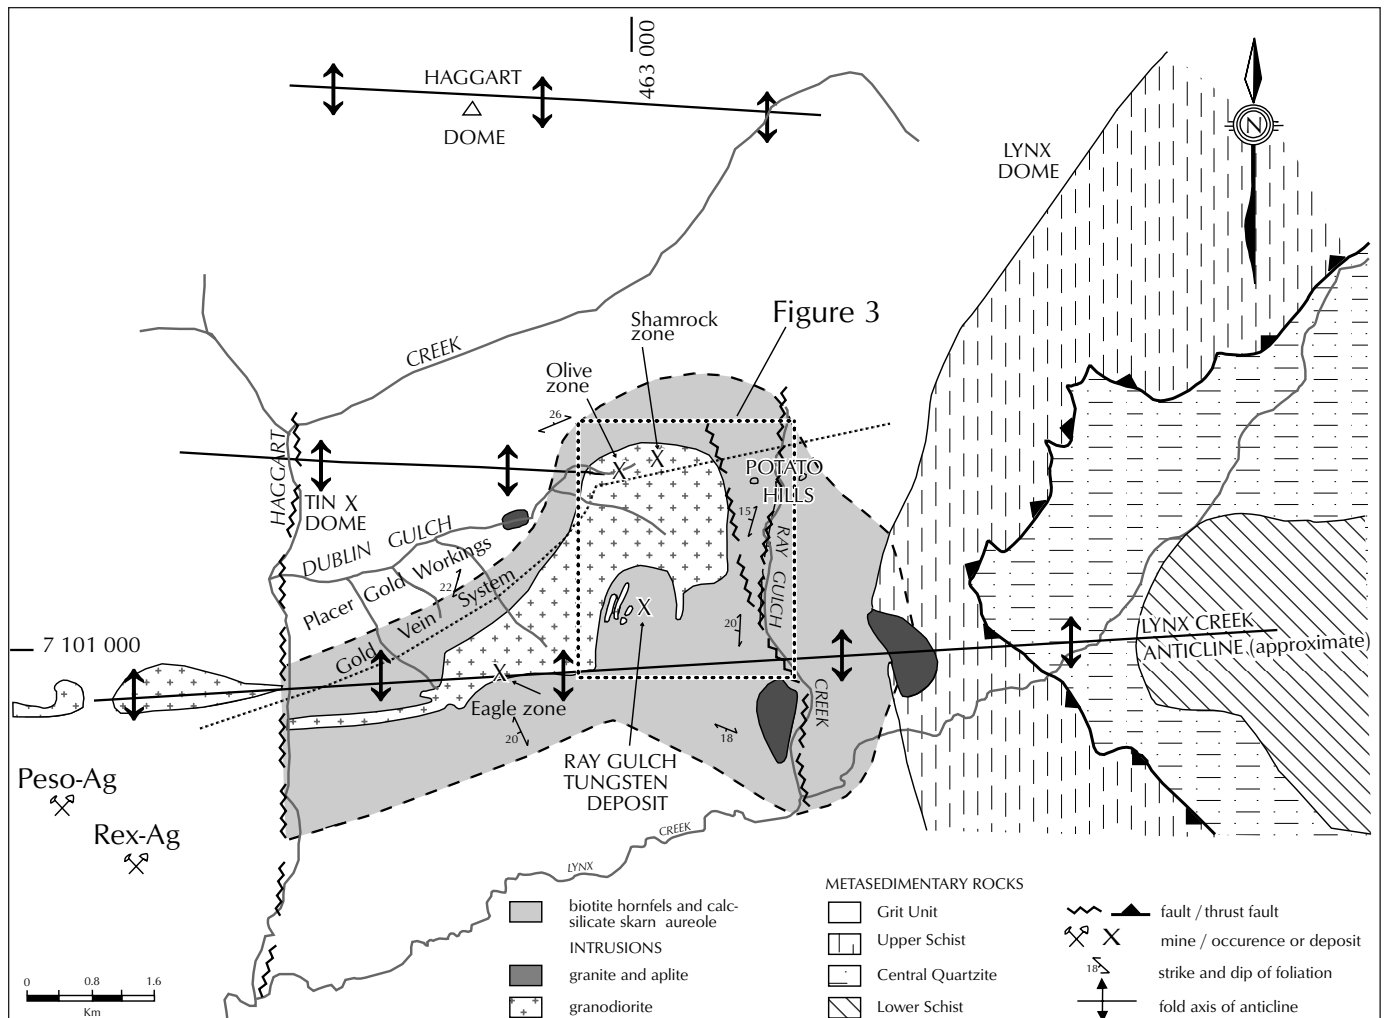 463 000
HAGGART
DOME
N
LYNX
DOME
Figure 3
Shamrock
zone
CREEK
Olive
zone
26
HAGGART
TIN X
DOME
POTATO
HILLS
15
DUBLIN GULCH
RAY GULCH
Placer Gold Workings
22
Gold Vein System
X
X
X
20
7 101 000
LYNX CREEK
ANTICLINE (approximate)
X
Eagle zone
20
18
CREEK
RAY GULCH
TUNGSTEN
DEPOSIT
Peso-Ag
Rex-Ag
CREEK
LYNX
biotite hornfels and calc-
silicate skarn aureole
INTRUSIONS
granite and aplite
granodiorite
METASEDIMENTARY ROCKS
Grit Unit
Upper Schist
Central Quartzite
Lower Schist
fault / thrust fault
X mine / occurence or deposit
18 strike and dip of foliation
fold axis of anticline
0 0.8 1.6
Km